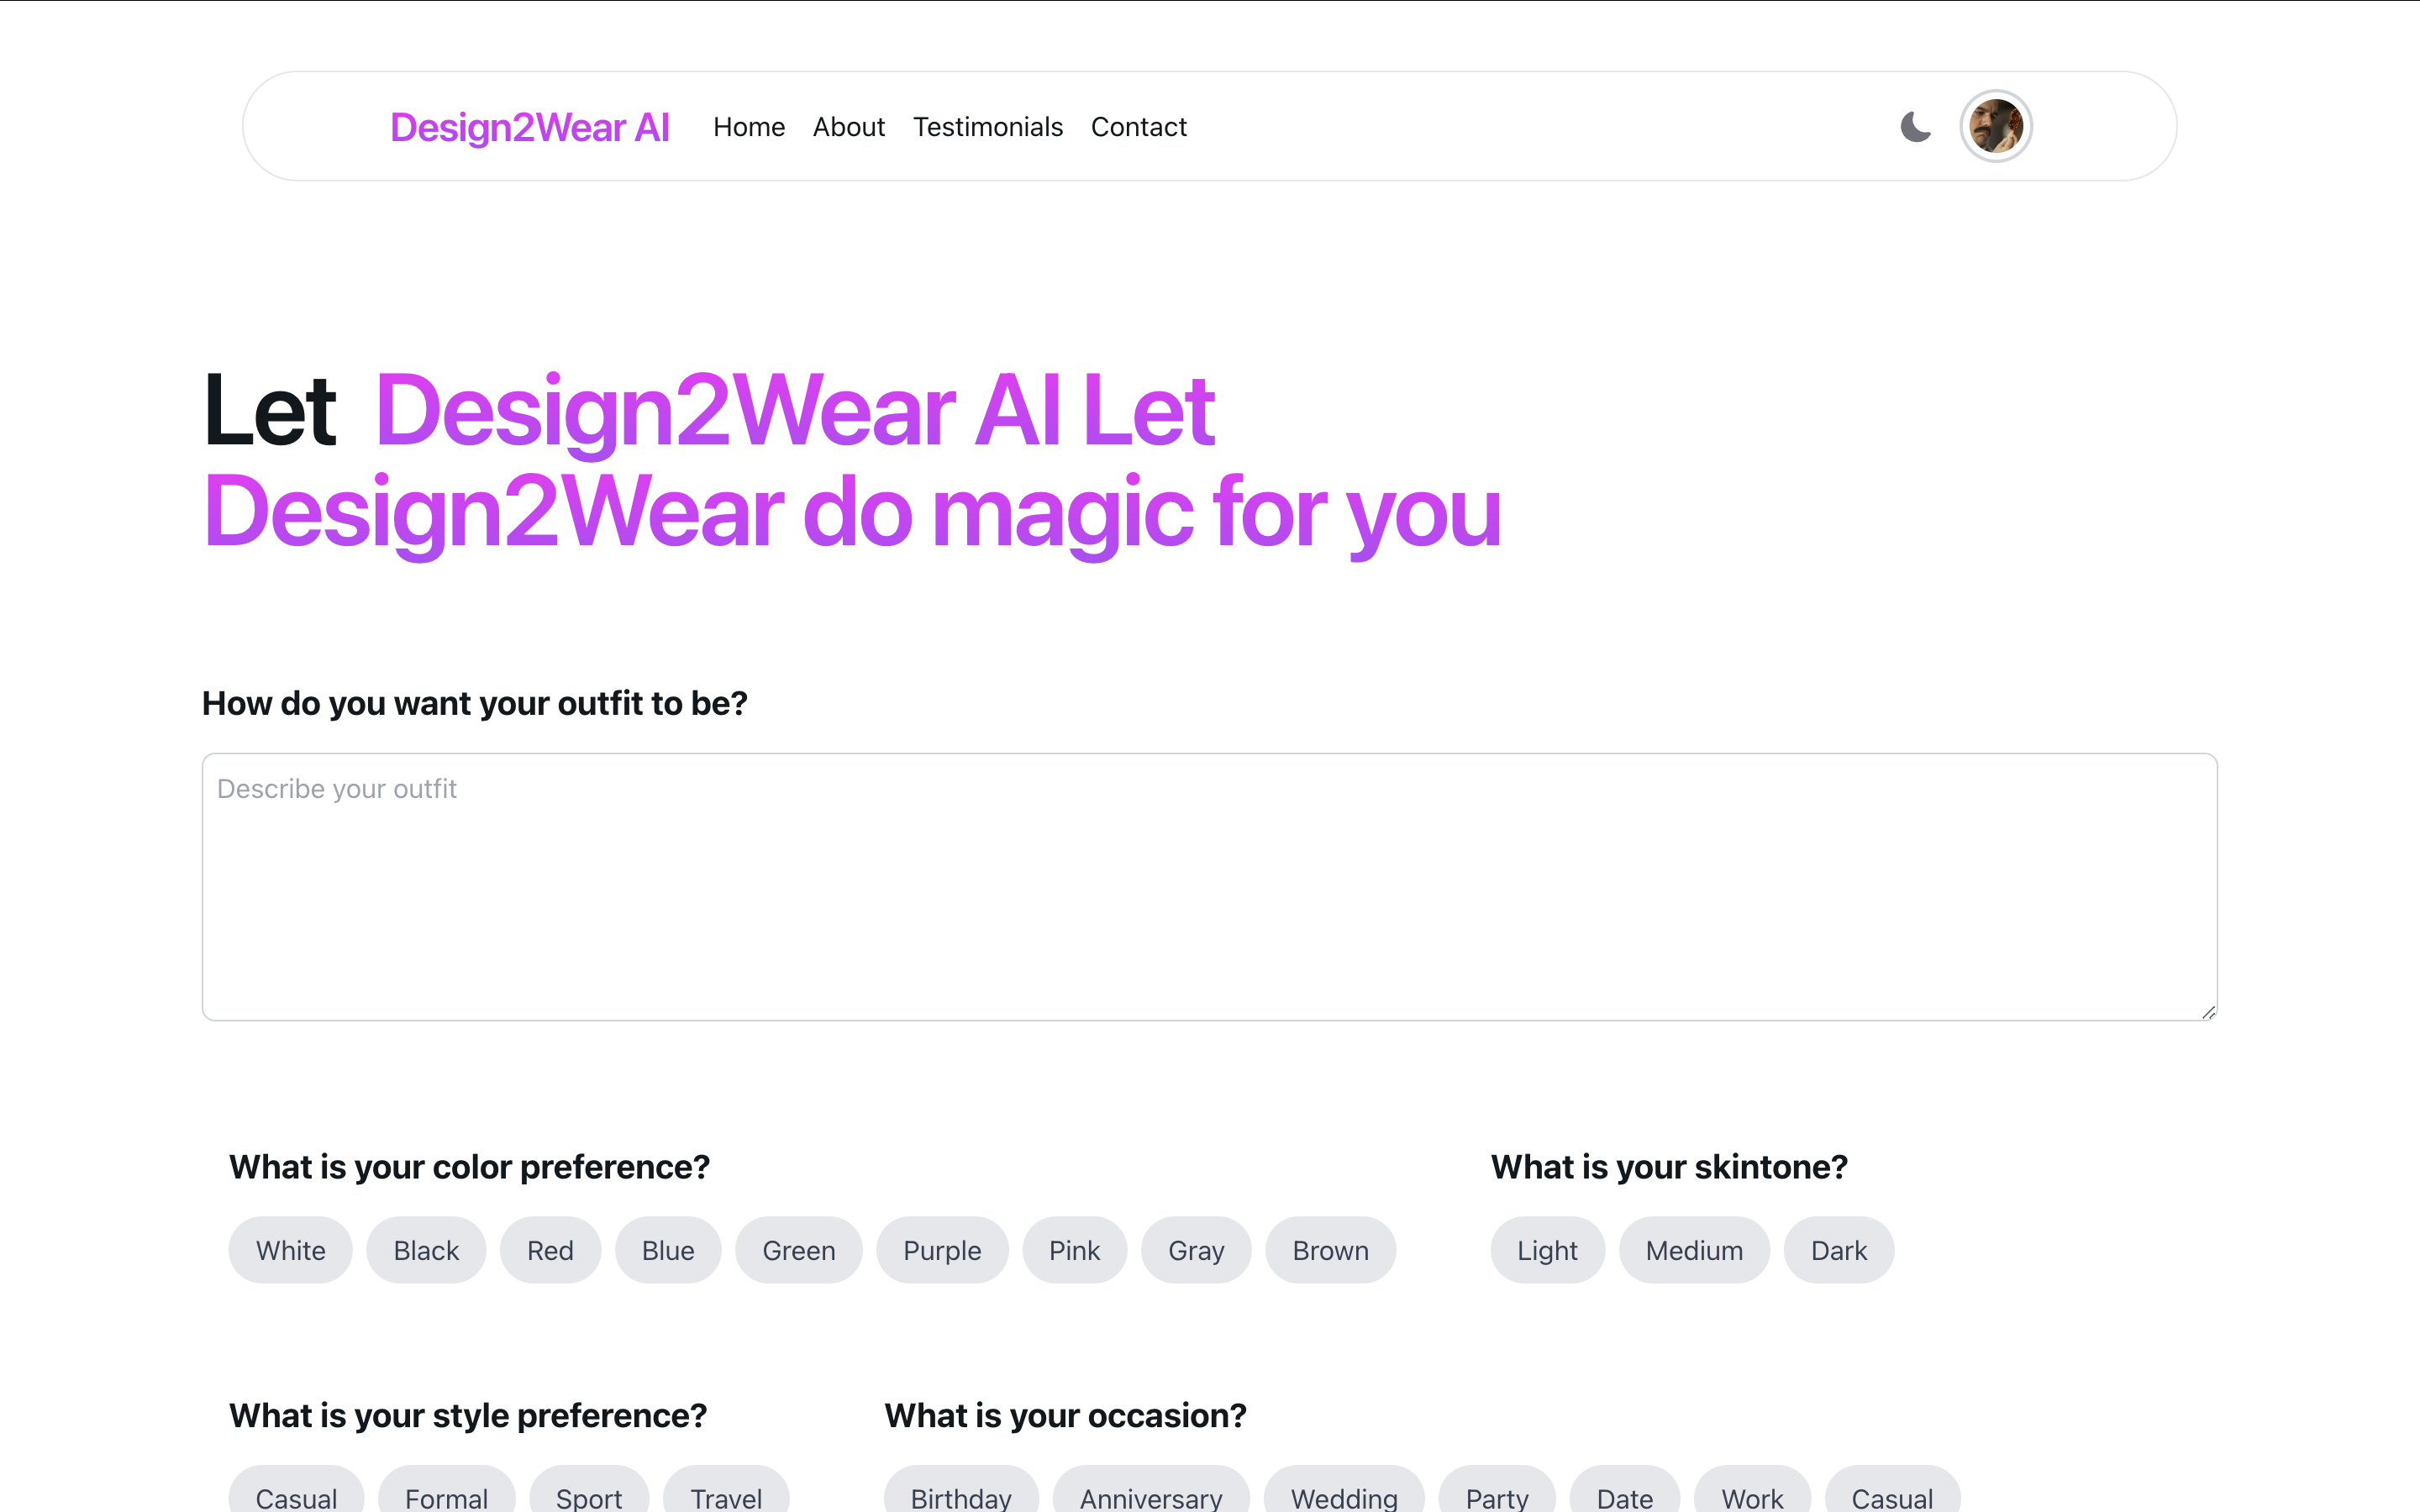 Design2Wear AI Home About Testimonials Contact
Let Design2Wear AI Let
Design2Wear do magic for you
How do you want your outfit to be?
Describe your outfit
What is your color preference?
White Black Red Blue Green Purple Pink Gray Brown
What is your skintone?
Light Medium Dark
What is your style preference?
Casual Formal Sport Travel
What is your occasion?
Birthday Anniversary Wedding Party Date Work Casual